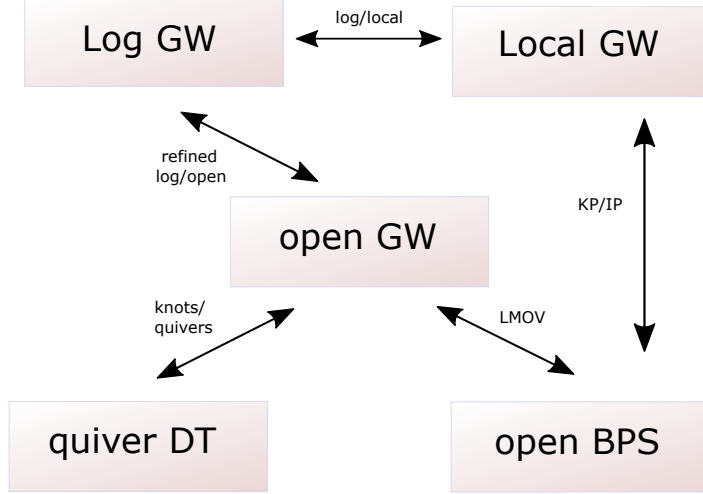 log/local
Log GW
Local GW
refined
log/open
KP/IP
open GW
knots/
quivers
LMOV
quiver DT
open BPS